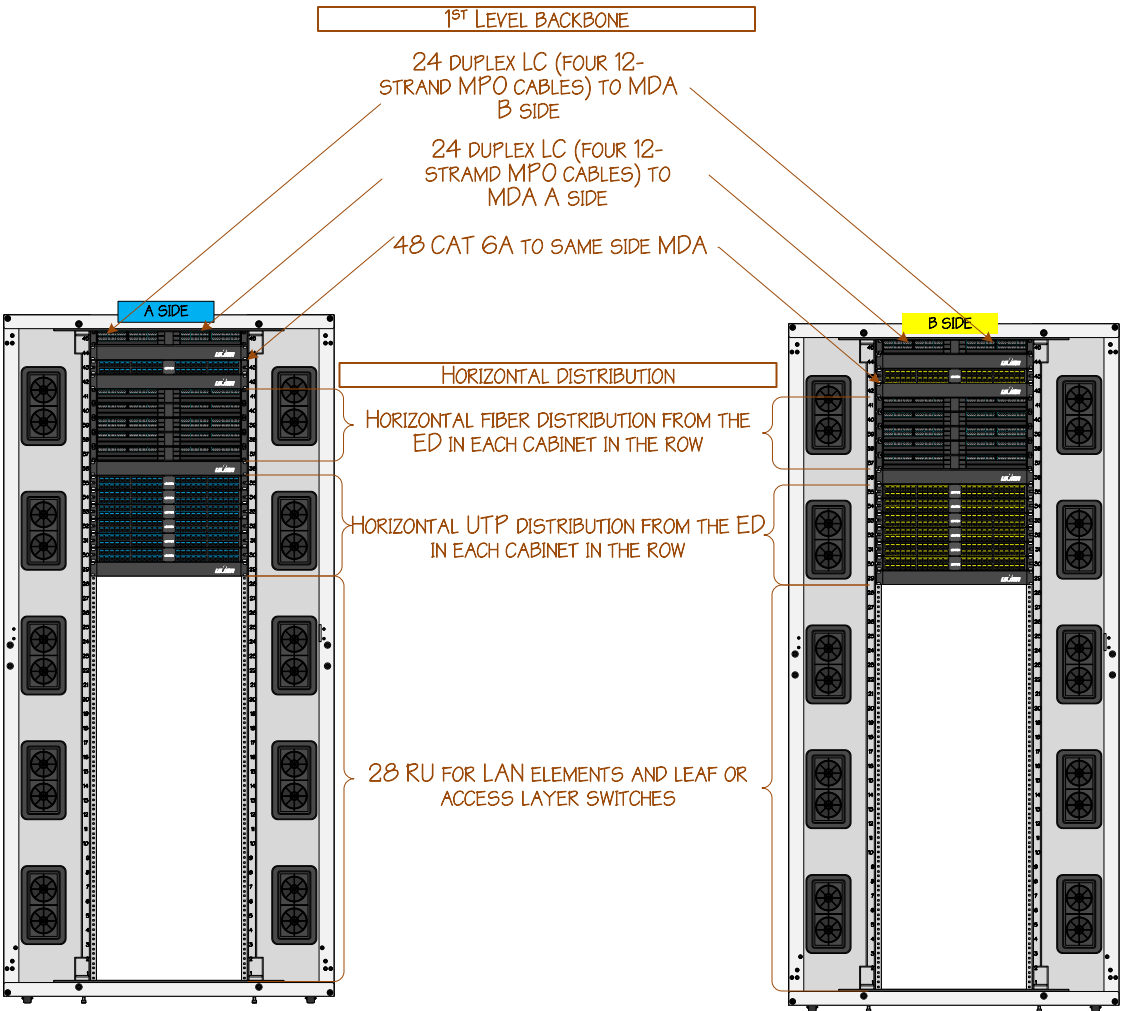 1ST LEVEL BACKBONE
24 DUPLEX LC (FOUR 12-
STRAND MPO CABLES) TO MDA
B SIDE
24 DUPLEX LC (FOUR 12-
STRAMD MPO CABLES) TO
MDA A SIDE
48 CAT 6A TO SAME SIDE MDA
A SIDE
B SIDE
HORIZONTAL DISTRIBUTION
HORIZONTAL FIBER DISTRIBUTION FROM THE
ED IN EACH CABINET IN THE ROW
HORIZONTAL UTP DISTRIBUTION FROM THE ED
IN EACH CABINET IN THE ROW
28 RU FOR LAN ELEMENTS AND LEAF OR
ACCESS LAYER SWITCHES